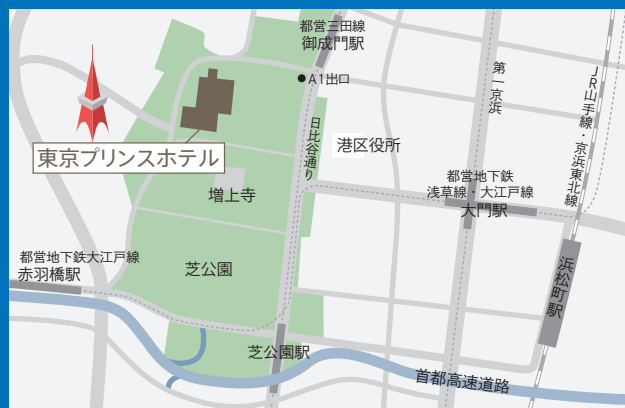 都営三田線
御成門駅
A1出口
第一京浜
JR山手線・京浜東北線
日比谷通り
港区役所
東京プリンスホテル
都営地下鉄
浅草線・大江戸線
大門駅
増上寺
都営地下鉄大江戸線
赤羽橋駅
芝公園
浜松町駅
芝公園駅
首都高速道路